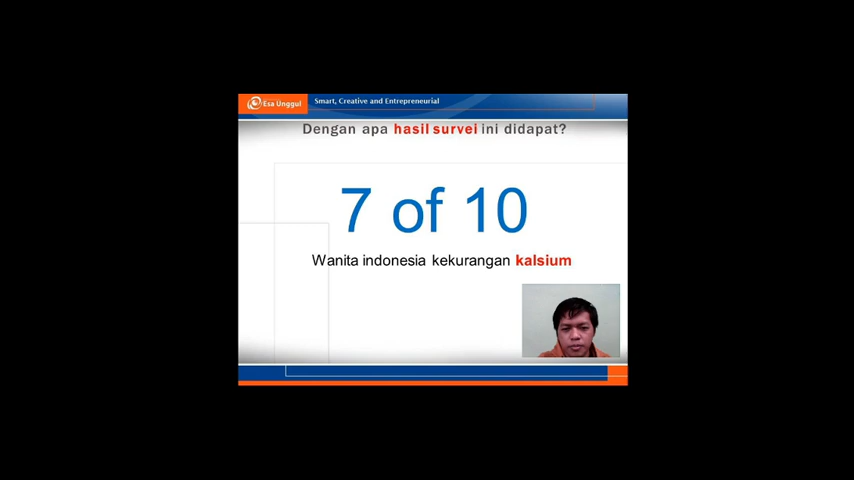 Esa Unggul
Smart, Creative and Entrepreneurial
Dengan apa hasil survei ini didapat?
7 of 10
Wanita indonesia kekurangan kalsium